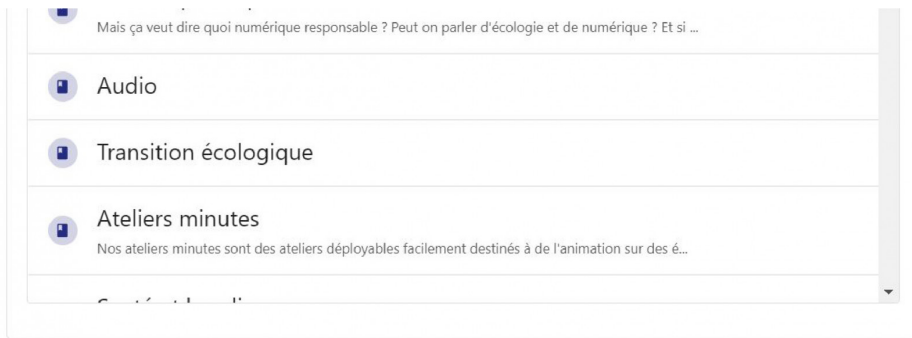 Mais ça veut dire quoi numérique responsable ? Peut on parler d'écologie et de numérique ? Et si ...
Audio
Transition écologique
Ateliers minutes
Nos ateliers minutes sont des ateliers déployables facilement destinés à de l'animation sur des é...